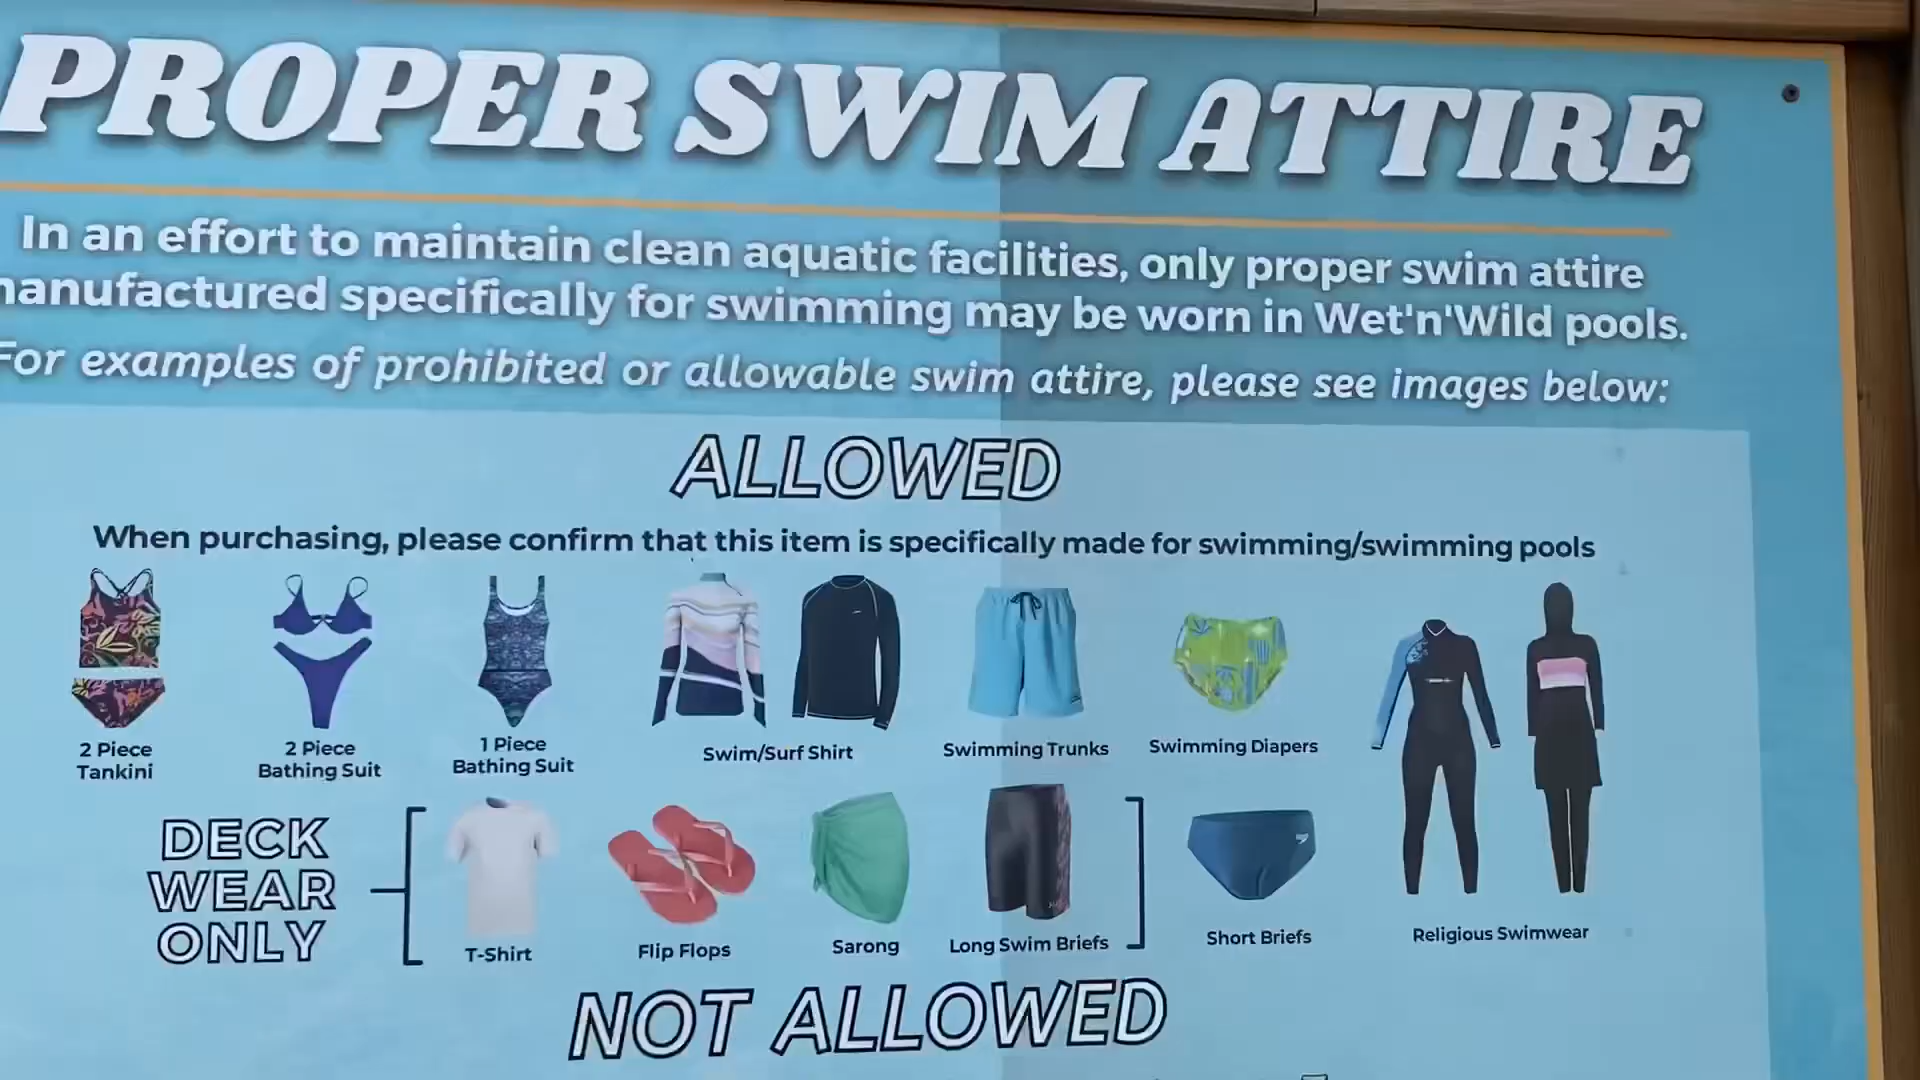 PROPER SWIM ATTIRE
In an effort to maintain clean aquatic facilities, only proper swim attire
manufactured specifically for swimming may be worn in Wet'n'Wild pools.
For examples of prohibited or allowable swim attire, please see images below:
ALLOWED
When purchasing, please confirm that this item is specifically made for swimming/swimming pools
2 Piece
Tankini
2 Piece
Bathing Suit
1 Piece
Bathing Suit
Swim/Surf Shirt
Swimming Trunks
Swimming Diapers
DECK
WEAR
ONLY
T-Shirt
Flip Flops
Sarong
Long Swim Briefs
Short Briefs
Religious Swimwear
NOT ALLOWED